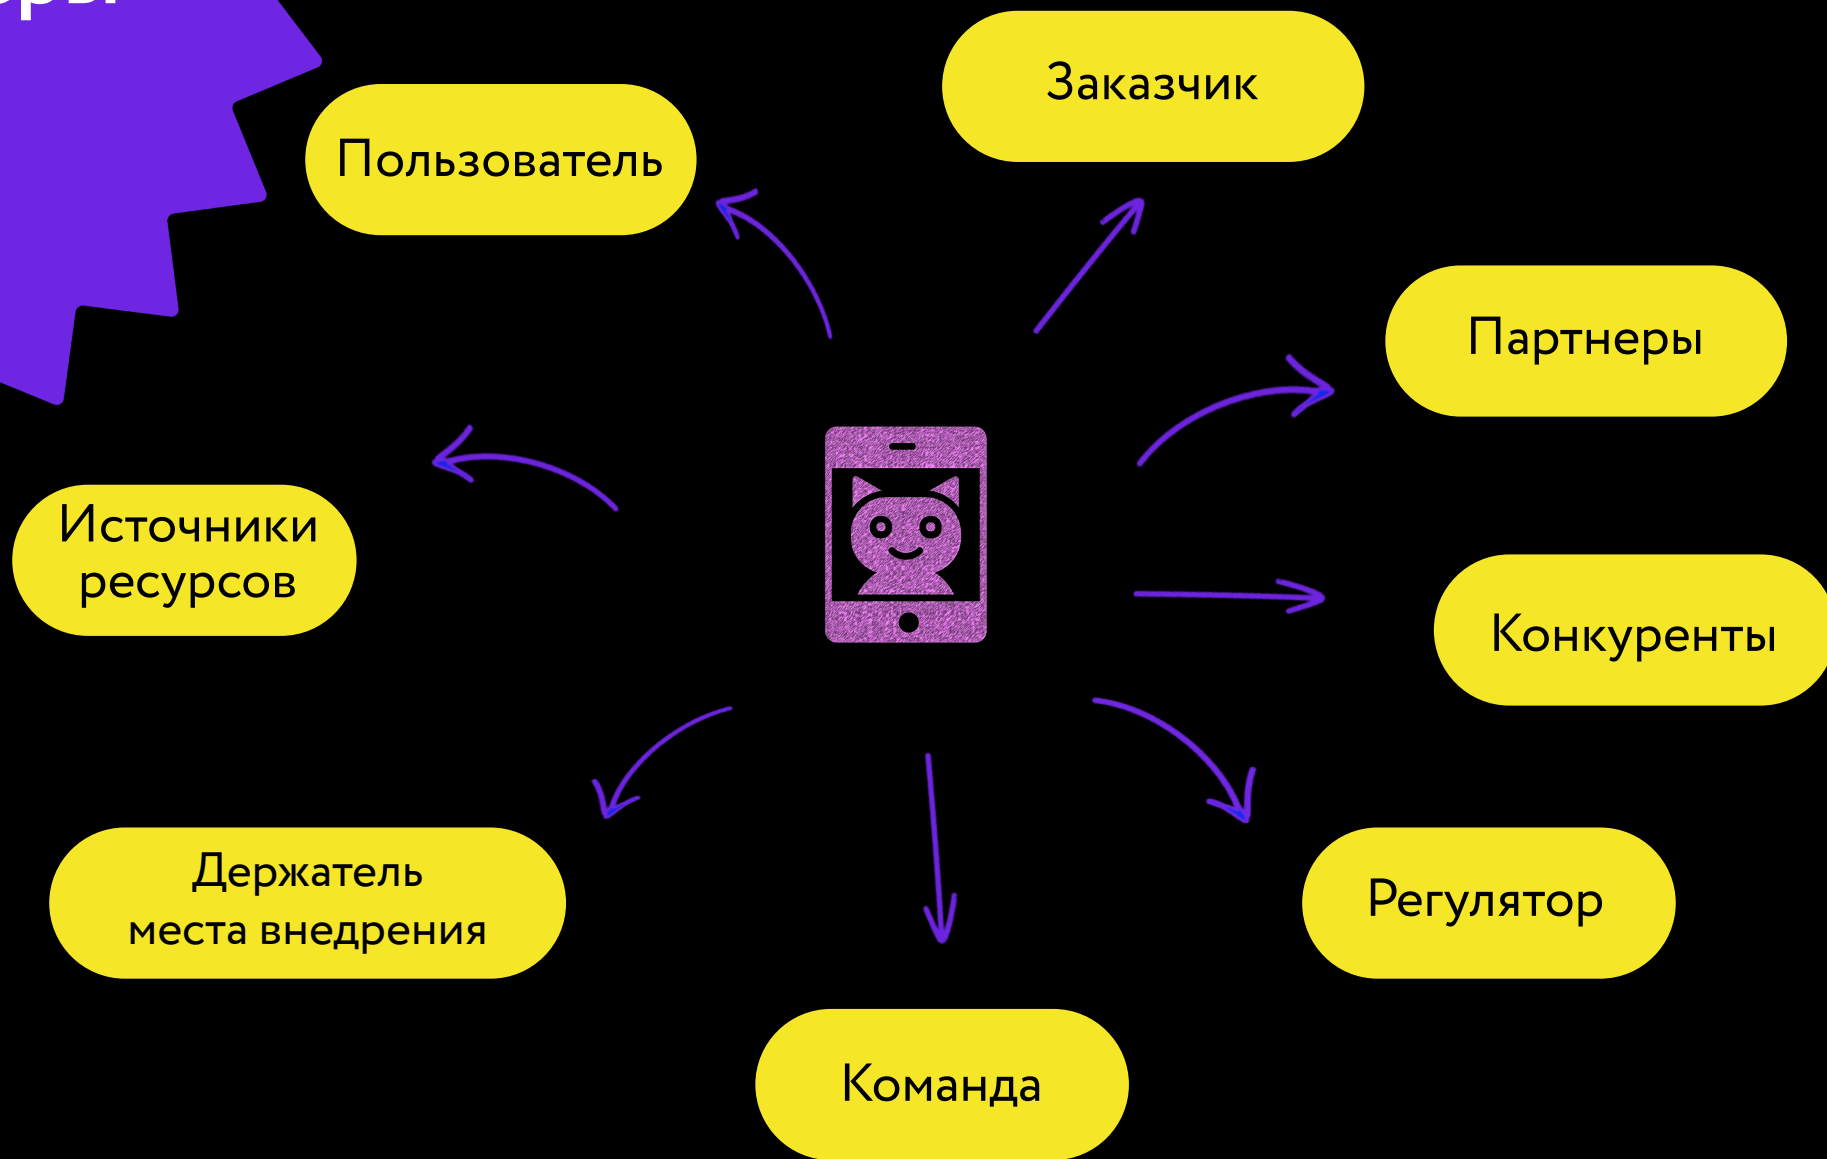 Заказчик
Пользователь
Партнеры
Источники
ресурсов
Конкуренты
Держатель
места внедрения
Регулятор
Команда